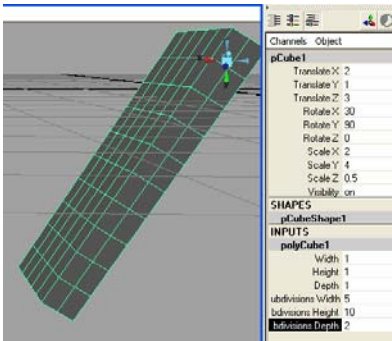 Channels Object
pCube1
Translate X 2
Translate Y 1
Translate Z 3
Rotate X 30
Rotate Y 90
Rotate Z 0
Scale X 2
Scale Y 4
Scale Z 0.5
Visibility on
SHAPES
pCubeShape1
INPUTS
polyCube1
Width 1
Height 1
Depth 1
ubdivisions Width 5
bdivisions Height 10
bdivisions Depth 2